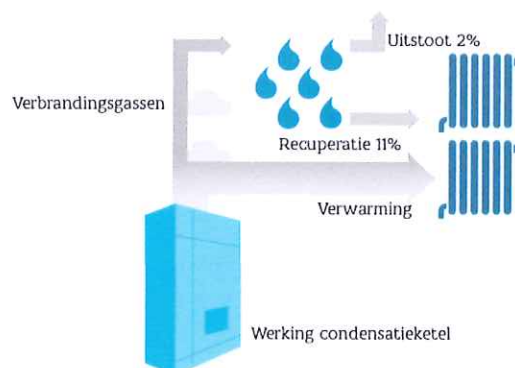 Uitstoot 2%
Verbrandingsgassen
Recuperatie 11%
Verwarming
Werking condensatieketel